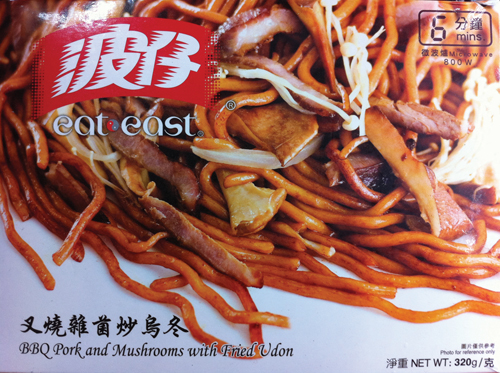 波仔
eat•east®
6 分鐘
mins
微波爐 Microwave
800W
叉燒雜菌炒烏冬
BBQ Pork and Mushrooms with Fried Udon
圖片僅供參考
Photo for reference only
淨重 NET WT: 320g/克